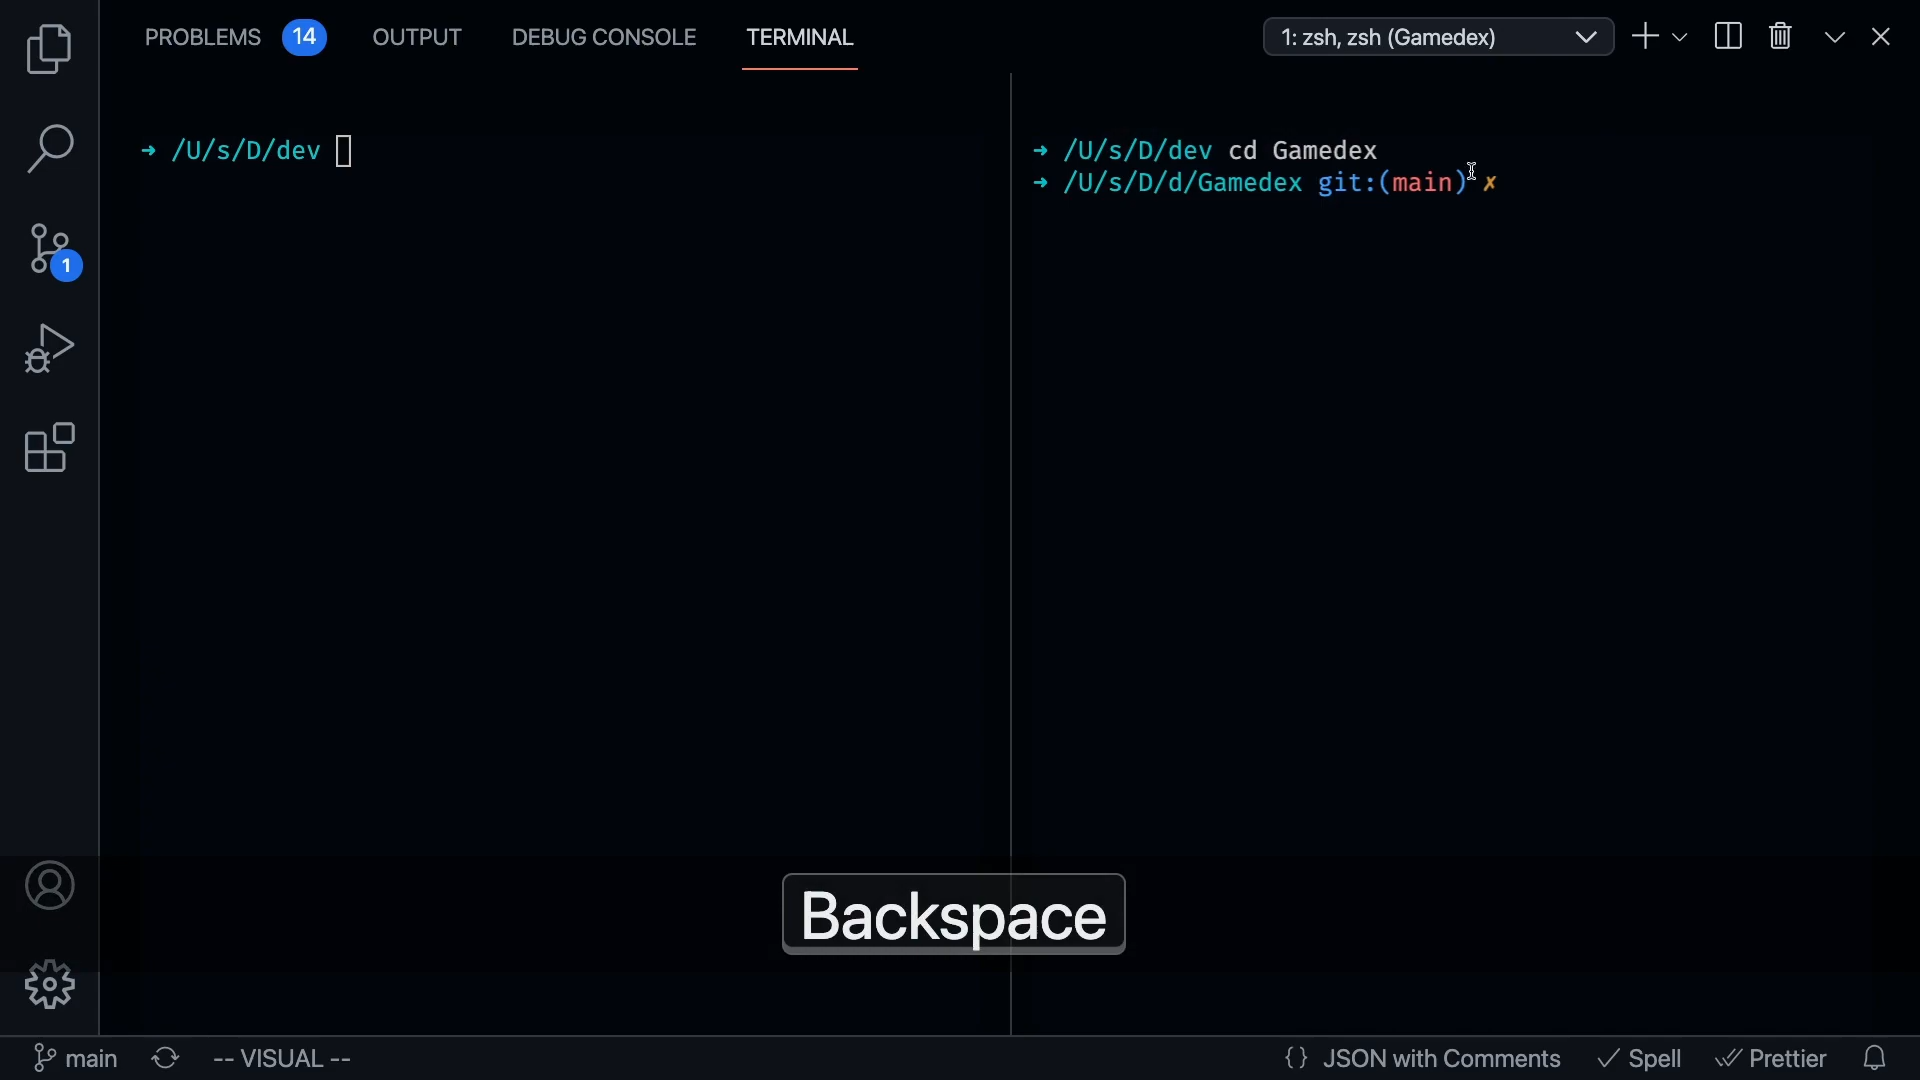 PROBLEMS 14 OUTPUT DEBUG CONSOLE TERMINAL 1: zsh, zsh (Gamedex)
→ /U/s/D/dev
→ /U/s/D/dev cd Gamedex
→ /U/s/D/d/Gamedex git:(main) ✗
1
Backspace
main -- VISUAL -- {} JSON with Comments ✓ Spell ✓✓ Prettier